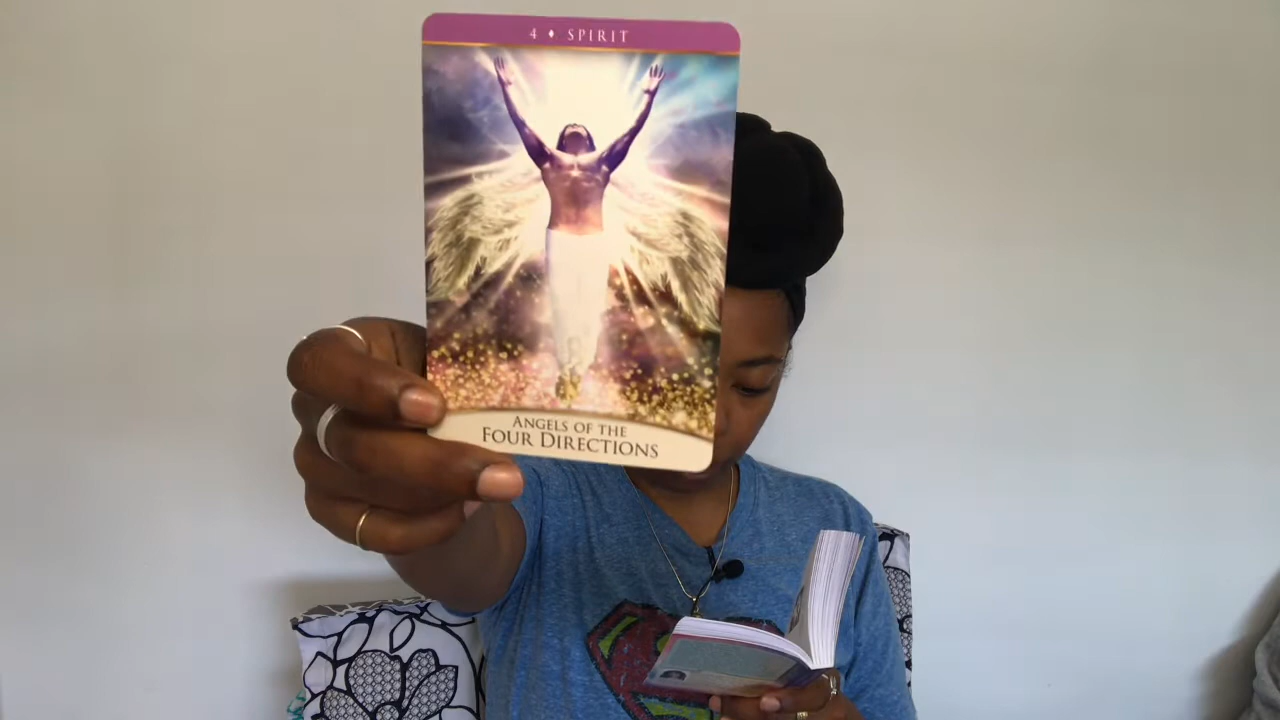 4 ♦ SPIRIT
ANGELS OF THE
FOUR DIRECTIONS